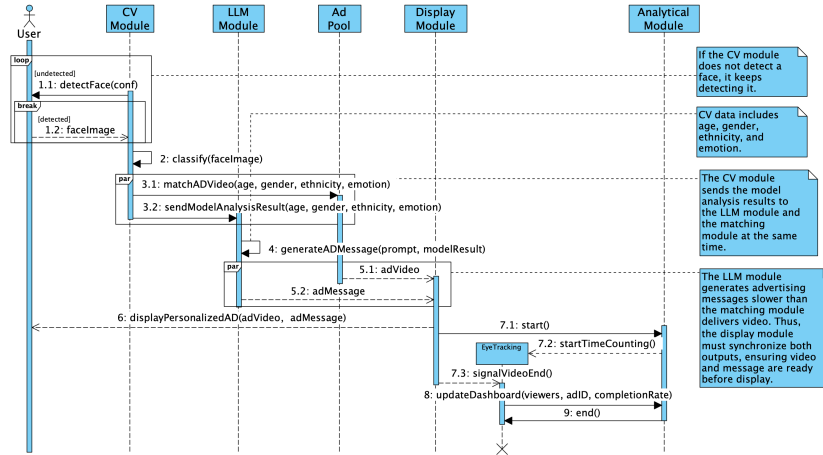 User
CV
Module
LLM
Module
Ad
Pool
Display
Module
Analytical
Module
loop
[undetected]
1.1: detectFace(conf)
break
[detected]
1.2: faceImage
2: classify(faceImage)
par
3.1: matchADVideo(age, gender, ethnicity, emotion)
3.2: sendModelAnalysisResult(age, gender, ethnicity, emotion)
4: generateADMessage(prompt, modelResult)
par
5.1: adVideo
5.2: adMessage
6: displayPersonalizedAD(adVideo, adMessage)
7.1: start()
EyeTracking
7.2: startTimeCounting()
7.3: signalVideoEnd()
8: updateDashboard(viewers, adID, completionRate)
9: end()
If the CV module
does not detect a
face, it keeps
detecting it.
CV data includes
age, gender,
ethnicity, and
emotion.
The CV module
sends the model
analysis results to
the LLM module and
the matching
module at the same
time.
The LLM module
generates advertising
messages slower than
the matching module
delivers video. Thus,
the display module
must synchronize both
outputs, ensuring video
and message are ready
before display.